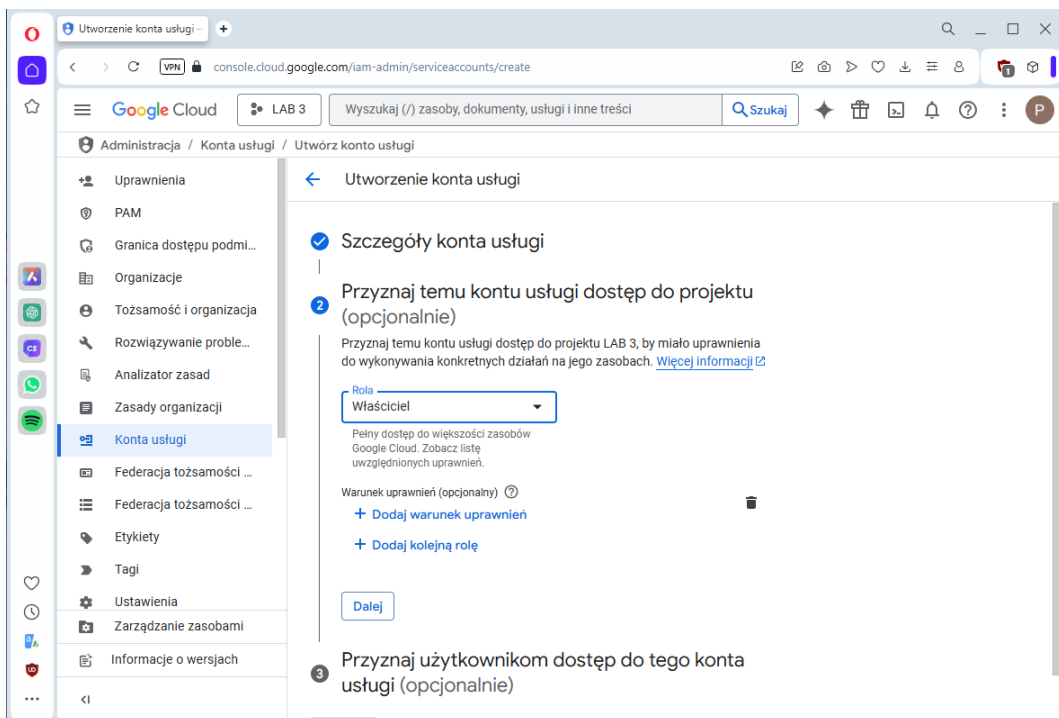 Utworzenie konta usługi –
VPN
console.cloud.google.com/iam-admin/serviceaccounts/create
1
Google Cloud
LAB 3
Wyszukaj (/) zasoby, dokumenty, usługi i inne treści
Szukaj
P
Administracja / Konta usługi / Utwórz konto usługi
Uprawnienia
PAM
Granica dostępu podmi...
Organizacje
Tożsamość i organizacja
Rozwiązywanie proble...
Analizator zasad
Zasady organizacji
CS
Konta usługi
Federacja tożsamości ...
Federacja tożsamości ...
Etykiety
Tagi
Ustawienia
Zarządzanie zasobami
Informacje o wersjach
Utworzenie konta usługi
Szczegóły konta usługi
2
Przyznaj temu kontu usługi dostęp do projektu
(opcjonalnie)
Przyznaj temu kontu usługi dostęp do projektu LAB 3, by miało uprawnienia
do wykonywania konkretnych działań na jego zasobach. Więcej informacji
Rola
Właściciel
Pełny dostęp do większości zasobów
Google Cloud. Zobacz listę
uwzględnionych uprawnień.
Warunek uprawnień (opcjonalny)
+ Dodaj warunek uprawnień
+ Dodaj kolejną rolę
Dalej
3
Przyznaj użytkownikom dostęp do tego konta
usługi (opcjonalnie)